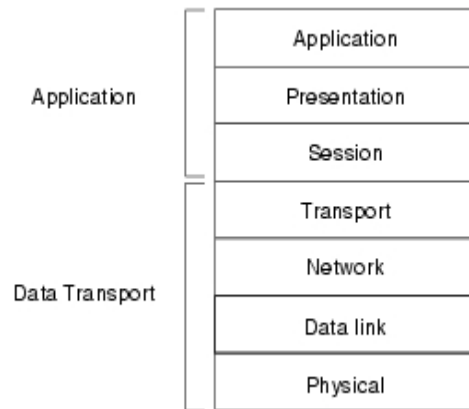 Application
Presentation
Session
Transport
Network
Data link
Physical
Application
Data Transport